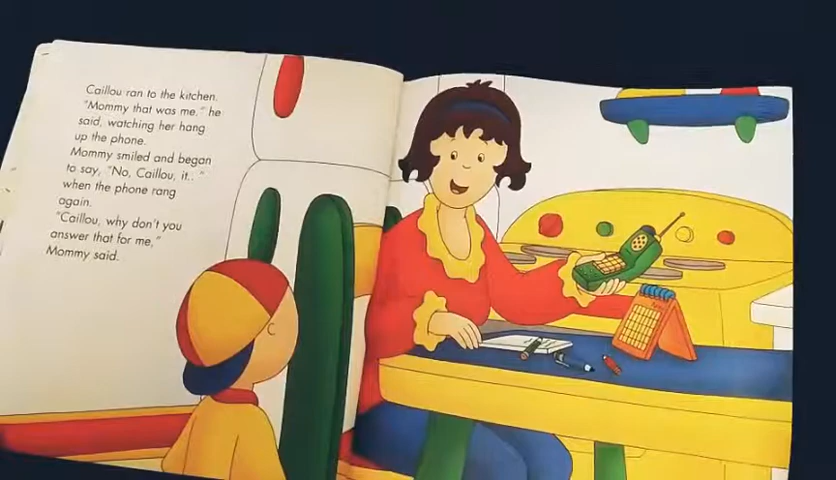 Caillou ran to the kitchen.
"Mommy that was me," he
said, watching her hang
up the phone.
Mommy smiled and began
to say, "No, Caillou, it.. "
when the phone rang
again.
"Caillou, why don't you
answer that for me,"
Mommy said.